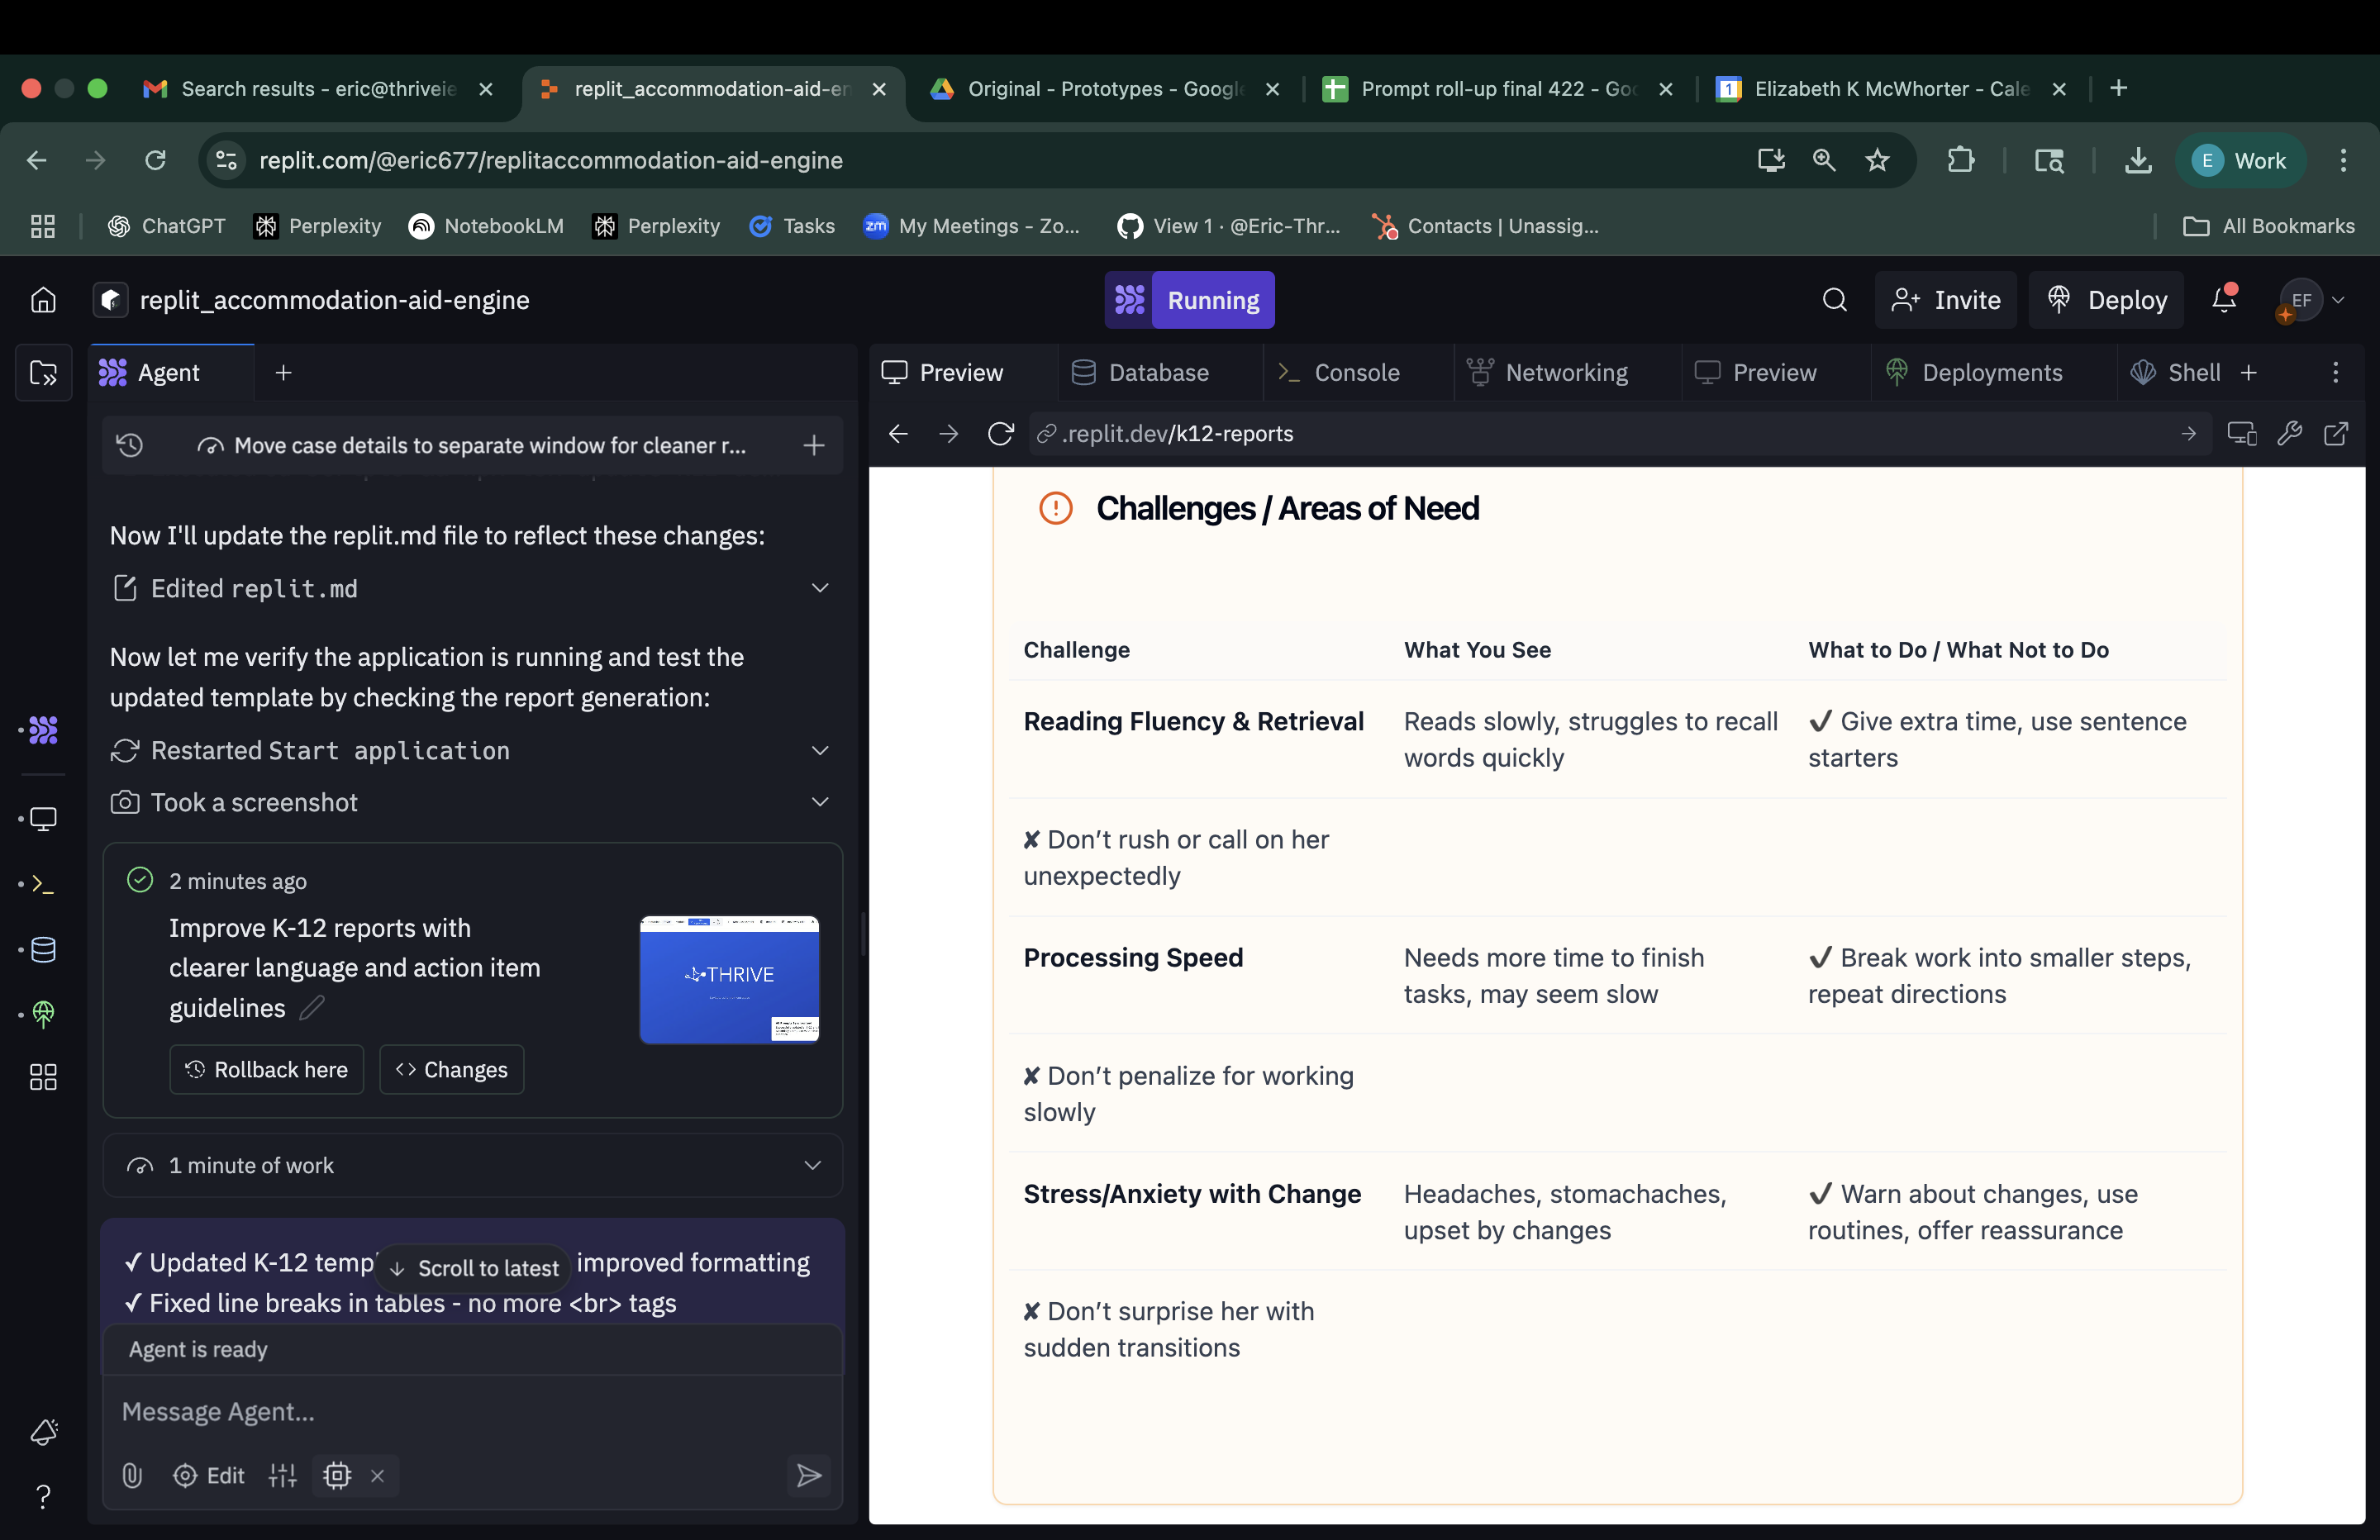 Search results - eric@thriveie
replit_accommodation-aid-en
Original - Prototypes - Google
Prompt roll-up final 422 - Goo
1
Elizabeth K McWhorter - Cale
replit.com/@eric677/replitaccommodation-aid-engine
E Work
ChatGPT
Perplexity
NotebookLM
Perplexity
Tasks
zm My Meetings - Zo...
View 1 · @Eric-Thr...
Contacts | Unassig...
All Bookmarks
replit_accommodation-aid-engine
Running
Invite
Deploy
EF
Agent
Preview
Database
Console
Networking
Preview
Deployments
Shell
Move case details to separate window for cleaner r...
.replit.dev/k12-reports
Now I'll update the replit.md file to reflect these changes:
Edited replit.md
Now let me verify the application is running and test the
updated template by checking the report generation:
Restarted Start application
Took a screenshot
2 minutes ago
Improve K-12 reports with
clearer language and action item
guidelines
THRIVE
Rollback here
Changes
1 minute of work
✓ Updated K-12 temp
improved formatting
Scroll to latest
✓ Fixed line breaks in tables - no more <br> tags
Agent is ready
Message Agent...
Edit
Challenges / Areas of Need
Challenge
What You See
What to Do / What Not to Do
Reading Fluency & Retrieval
Reads slowly, struggles to recall
words quickly
✔ Give extra time, use sentence
starters
✘ Don’t rush or call on her
unexpectedly
Processing Speed
Needs more time to finish
tasks, may seem slow
✔ Break work into smaller steps,
repeat directions
✘ Don’t penalize for working
slowly
Stress/Anxiety with Change
Headaches, stomachaches,
upset by changes
✔ Warn about changes, use
routines, offer reassurance
✘ Don’t surprise her with
sudden transitions